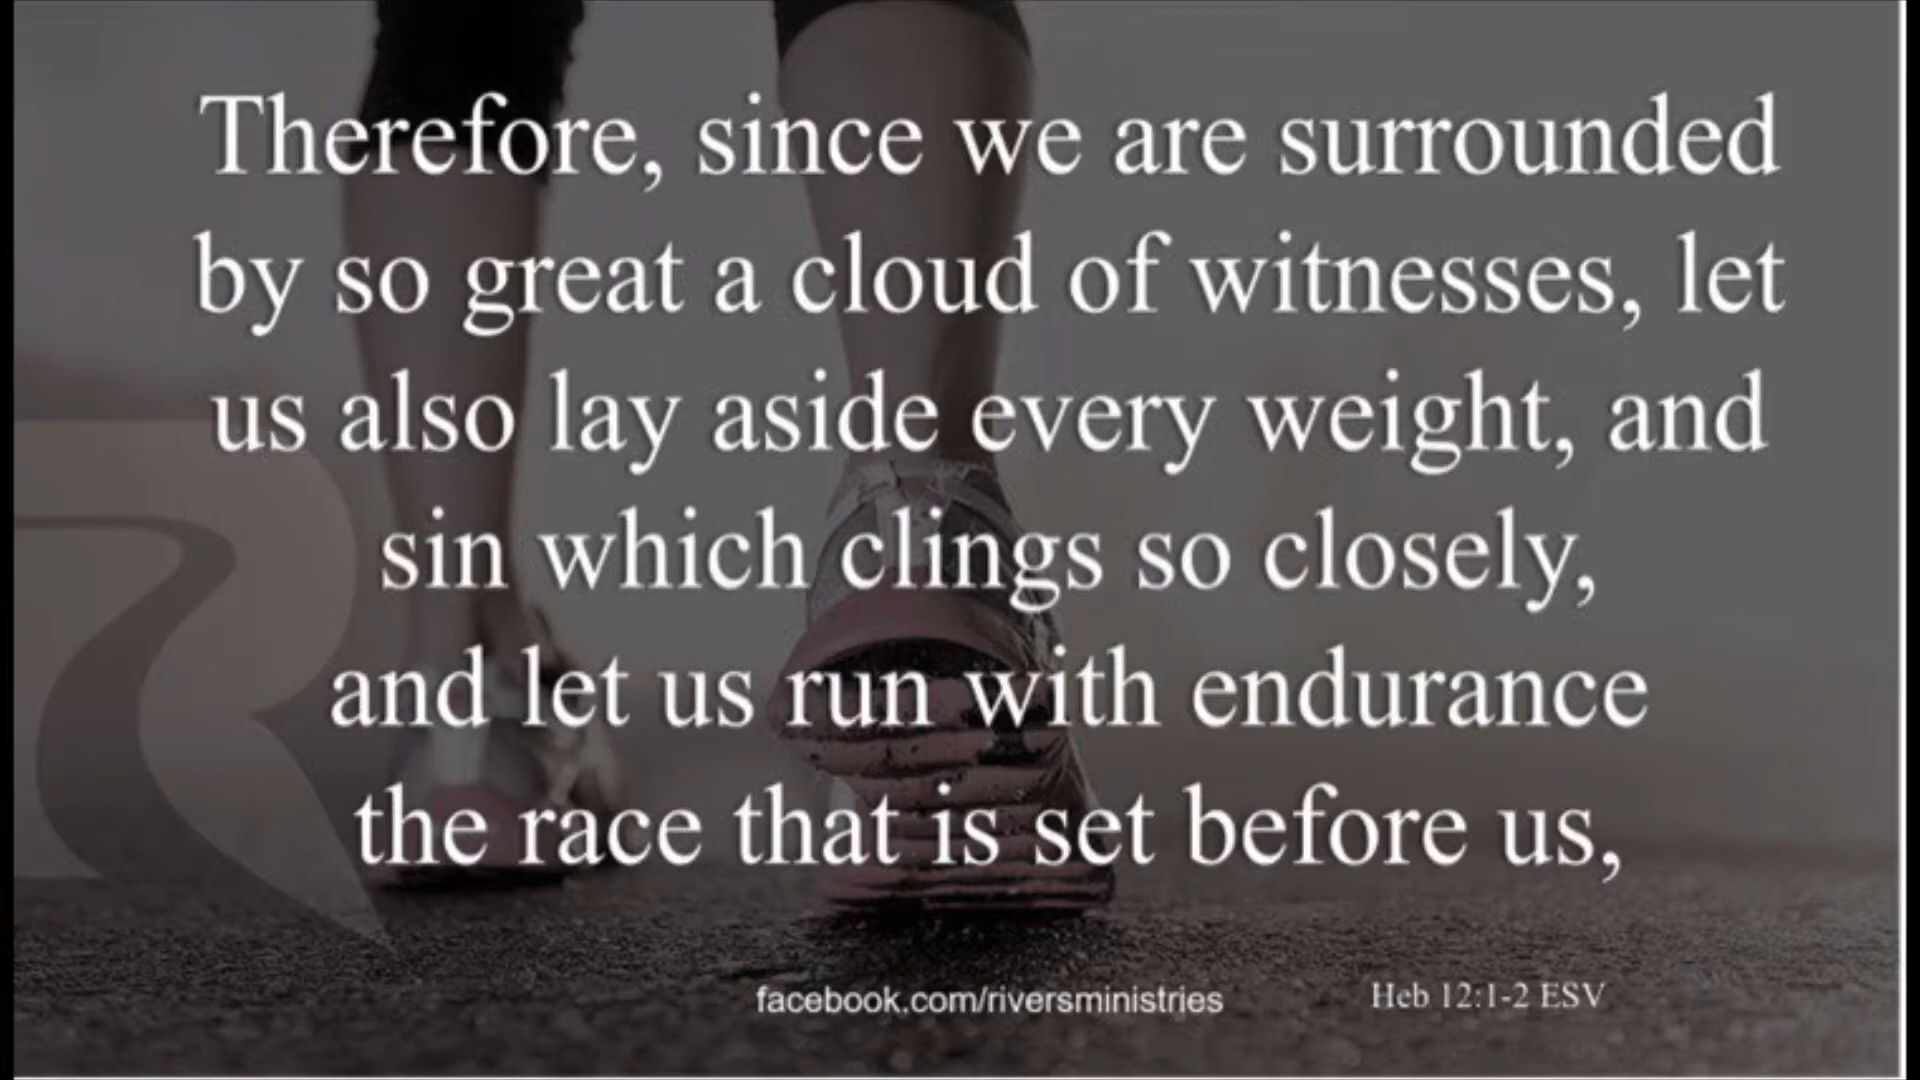 Therefore, since we are surrounded
by so great a cloud of witnesses, let
us also lay aside every weight, and
sin which clings so closely,
and let us run with endurance
the race that is set before us,
facebook.com/riversministries
Heb 12:1-2 ESV